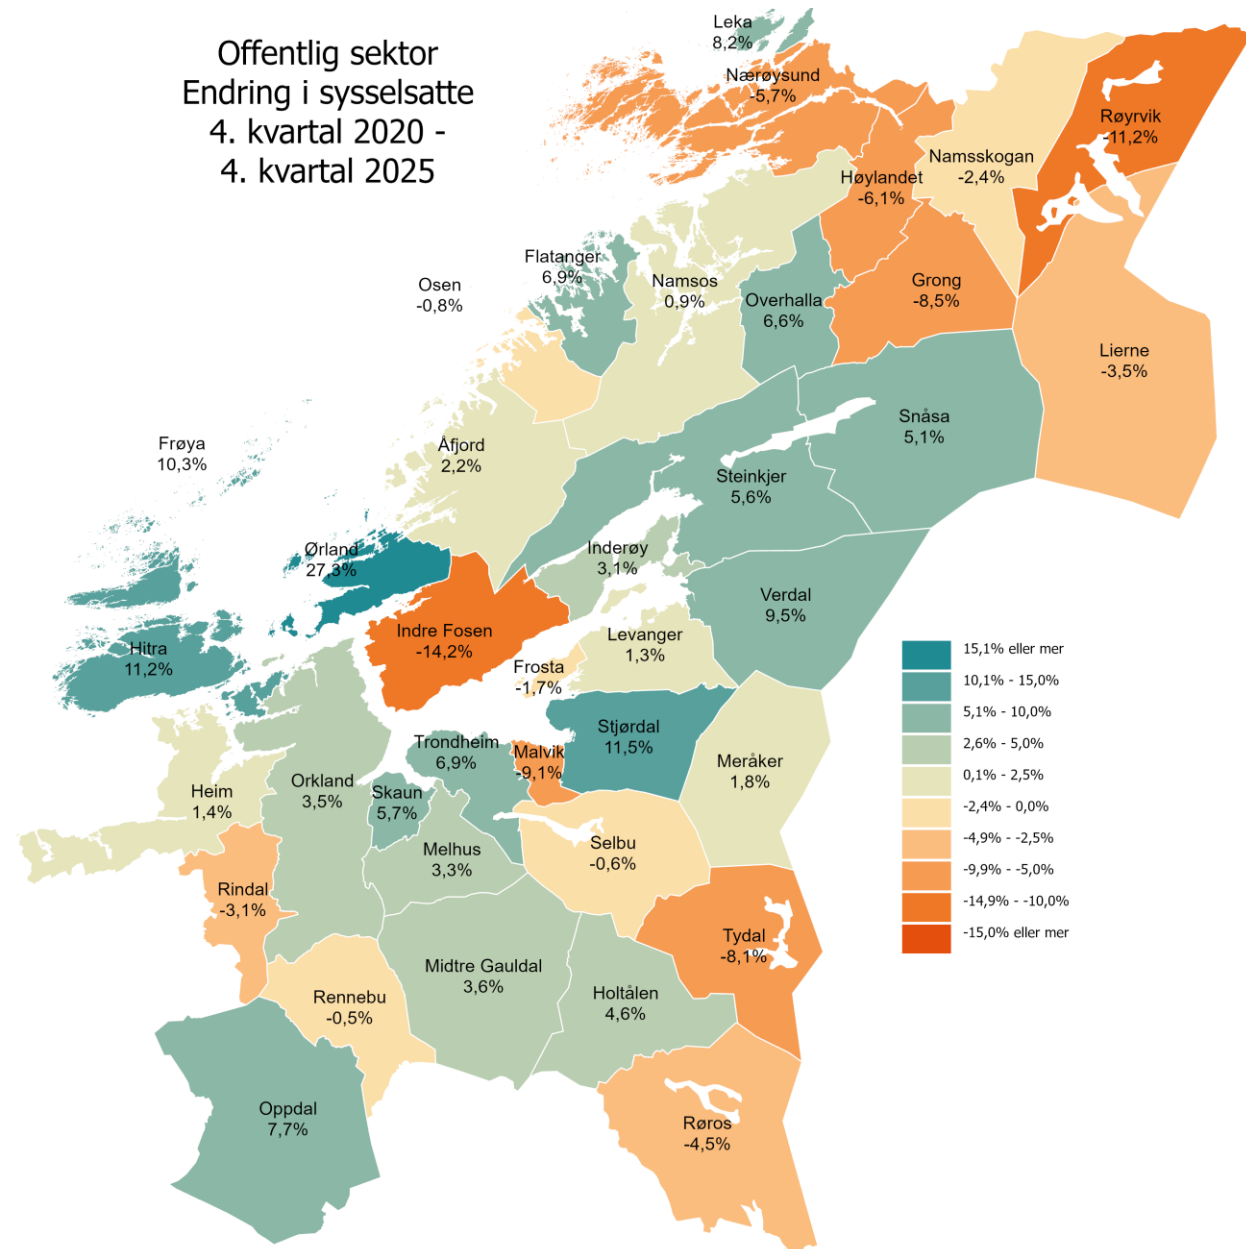 Offentlig sektor
Endring i sysselsatte
4. kvartal 2020 -
4. kvartal 2025
Leka
8,2%
Nærøysund
-5,7%
Røyrvik
-11,2%
Namsskogan
-2,4%
Høylandet
-6,1%
Flatanger
6,9%
Osen
-0,8%
Namsos
0,9%
Overhalla
6,6%
Grong
-8,5%
Lierne
-3,5%
Snåsa
5,1%
Frøya
10,3%
Åfjord
2,2%
Steinkjer
5,6%
Ørland
27,3%
Inderøy
3,1%
Verdal
9,5%
Indre Fosen
-14,2%
Levanger
1,3%
Hitra
11,2%
Frosta
-1,7%
Stjørdal
11,5%
Trondheim
6,9%
Malvik
-9,1%
Meråker
1,8%
Orkland
3,5%
Heim
1,4%
Skaun
5,7%
Melhus
3,3%
Selbu
-0,6%
Rindal
-3,1%
Tydal
-8,1%
Midtre Gauldal
3,6%
Rennebu
-0,5%
Holtålen
4,6%
Oppdal
7,7%
Røros
-4,5%
15,1% eller mer
10,1% - 15,0%
5,1% - 10,0%
2,6% - 5,0%
0,1% - 2,5%
-2,4% - 0,0%
-4,9% - -2,5%
-9,9% - -5,0%
-14,9% - -10,0%
-15,0% eller mer